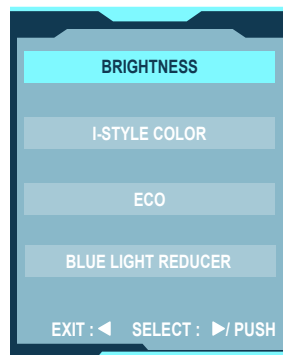 BRIGHTNESS
I-STYLE COLOR
ECO
BLUE LIGHT REDUCER
EXIT : ◀ SELECT : ▶/ PUSH